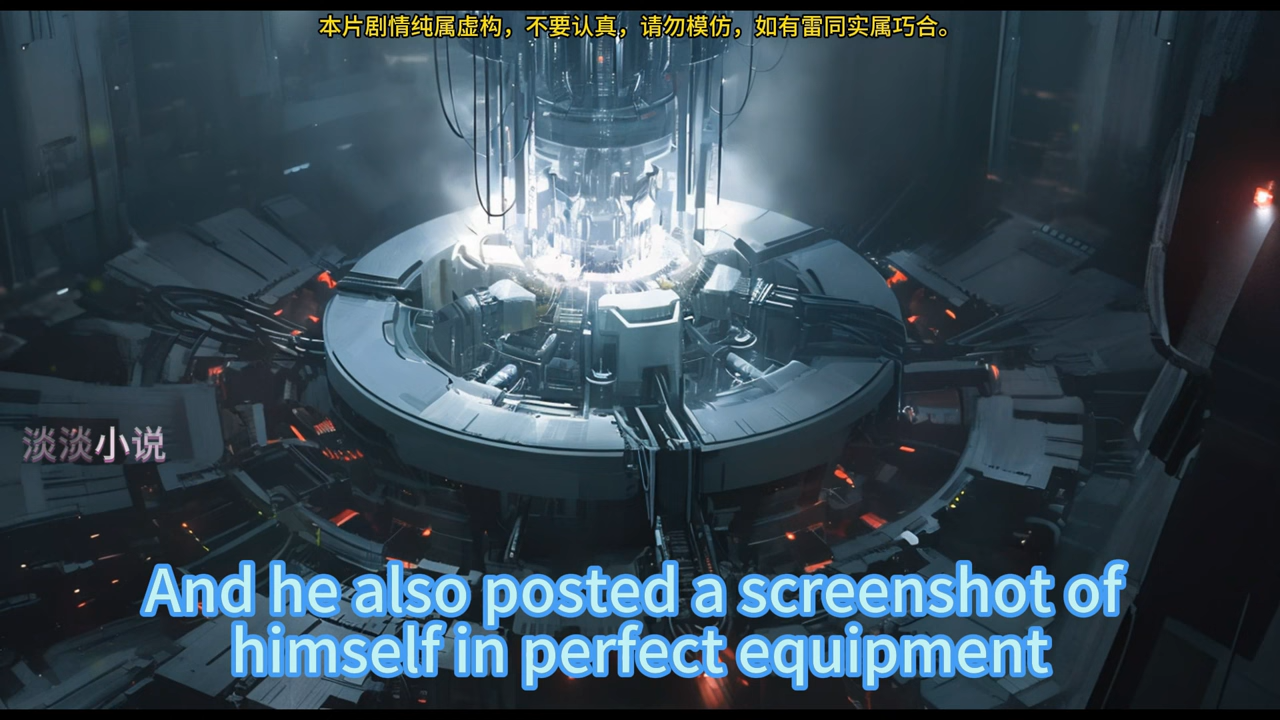 本片剧情纯属虚构，不要认真，请勿模仿，如有雷同实属巧合。
淡淡小说
And he also posted a screenshot of
himself in perfect equipment